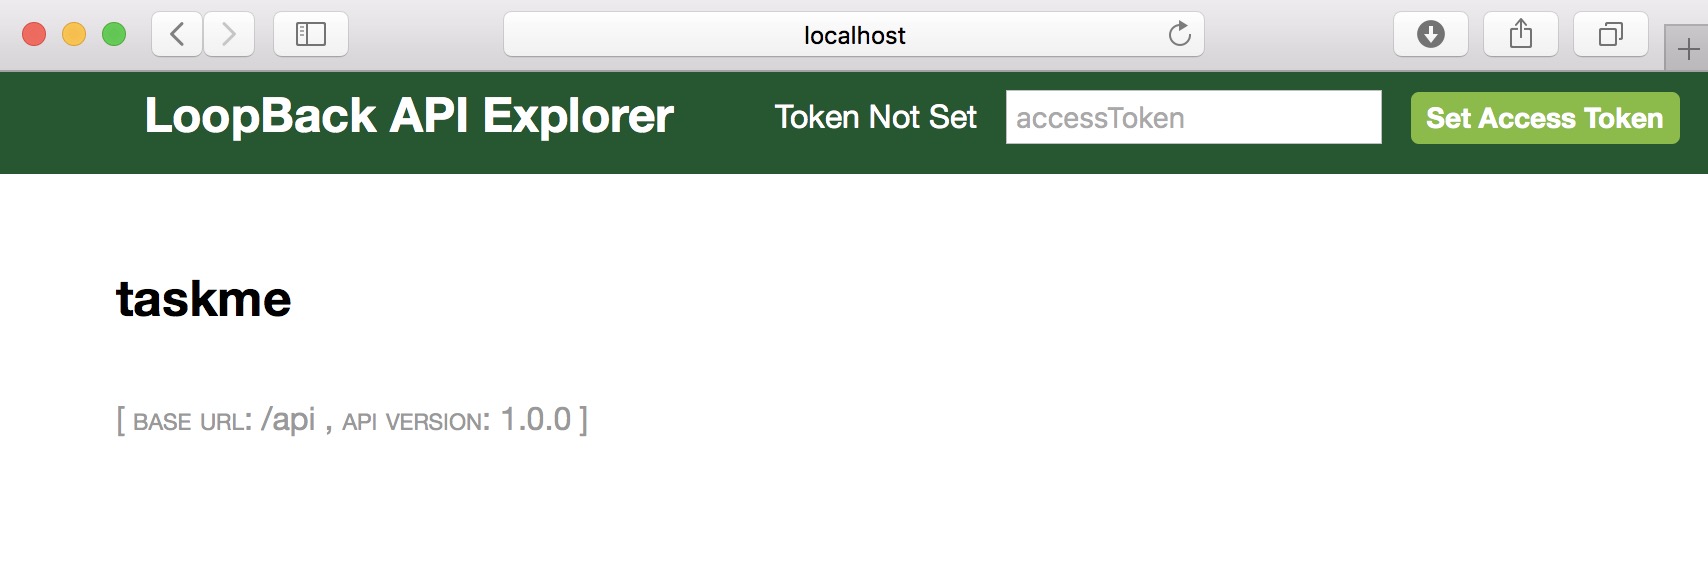 localhost
LoopBack API Explorer Token Not Set accessToken Set Access Token
taskme
[ BASE URL: /api , API VERSION: 1.0.0 ]